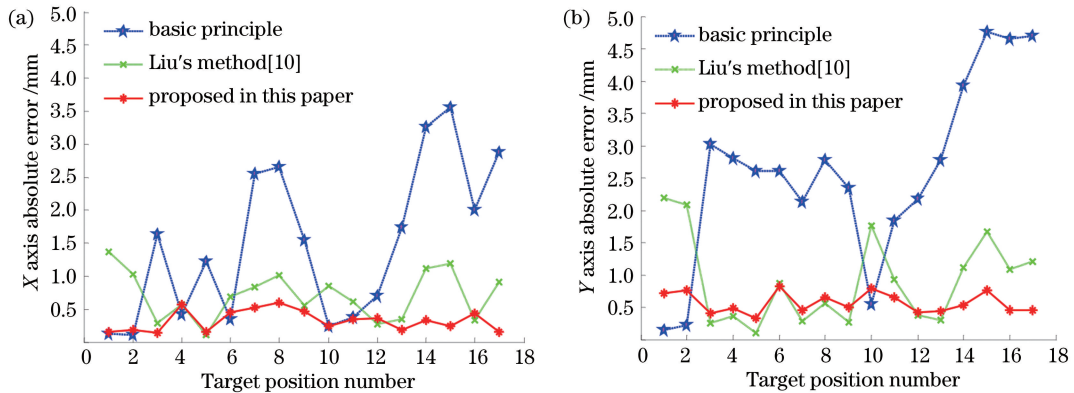 (a)
5.0
4.5
4.0
3.5
3.0
2.5
2.0
1.5
1.0
0.5
X axis absolute error /mm
basic principle
Liu's method[10]
proposed in this paper
0 2 4 6 8 10 12 14 16 18
Target position number
(b)
5.0
4.5
4.0
3.5
3.0
2.5
2.0
1.5
1.0
0.5
Y axis absolute error /mm
basic principle
Liu's method[10]
proposed in this paper
0 2 4 6 8 10 12 14 16 18
Target position number